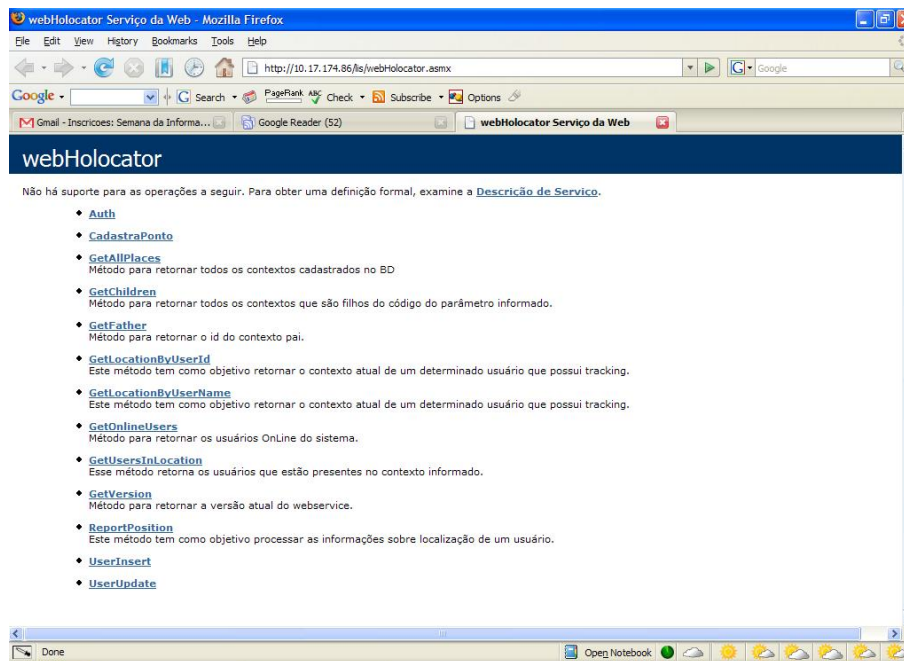 webHolocator Serviço da Web - Mozilla Firefox
File Edit View History Bookmarks Tools Help
http://10.17.174.86/lis/webHolocator.asmx
G Google
Google Search PageRank ABC Check Subscribe Options
Gmail - Inscricoes: Semana da Informa... Google Reader (52) webHolocator Serviço da Web
webHolocator
Não há suporte para as operações a seguir. Para obter uma definição formal, examine a Descrição de Serviço.
Auth
CadastraPonto
GetAllPlaces
Método para retornar todos os contextos cadastrados no BD
GetChildren
Método para retornar todos os contextos que são filhos do código do parâmetro informado.
GetFather
Método para retornar o id do contexto pai.
GetLocationByUserId
Este método tem como objetivo retornar o contexto atual de um determinado usuário que possui tracking.
GetLocationByUserName
Este método tem como objetivo retornar o contexto atual de um determinado usuário que possui tracking.
GetOnlineUsers
Método para retornar os usuários OnLine do sistema.
GetUsersInLocation
Esse método retorna os usuários que estão presentes no contexto informado.
GetVersion
Método para retornar a versão atual do webservice.
ReportPosition
Este método tem como objetivo processar as informações sobre localização de um usuário.
UserInsert
UserUpdate
Done Open Notebook